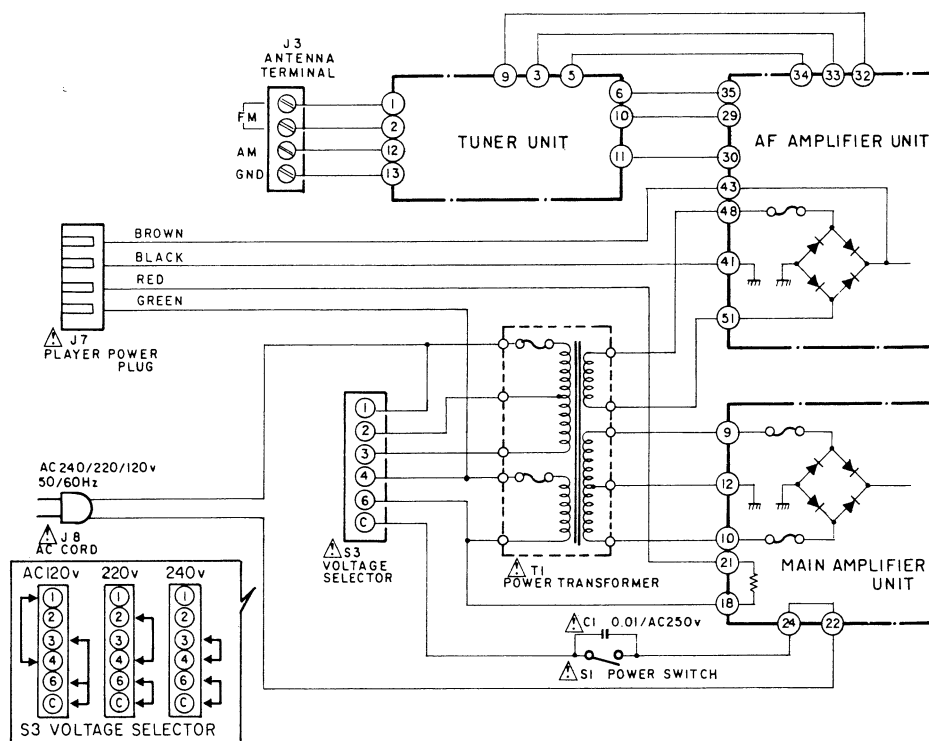 J3
ANTENNA
TERMINAL
FM
AM
GND
1
2
12
13
9
3
5
6
10
11
TUNER UNIT
34
33
32
35
29
30
43
48
41
51
AF AMPLIFIER UNIT
BROWN
BLACK
RED
GREEN
J7
PLAYER POWER
PLUG
AC240/220/120v
50/60Hz
J8
AC CORD
1
2
3
4
6
C
S3
VOLTAGE
SELECTOR
T1
POWER TRANSFORMER
9
12
10
21
18
24
22
MAIN AMPLIFIER
UNIT
C1 0.01/AC250v
S1 POWER SWITCH
AC120v 220v 240v
1 1 1
2 2 2
3 3 3
4 4 4
6 6 6
C C C
S3 VOLTAGE SELECTOR